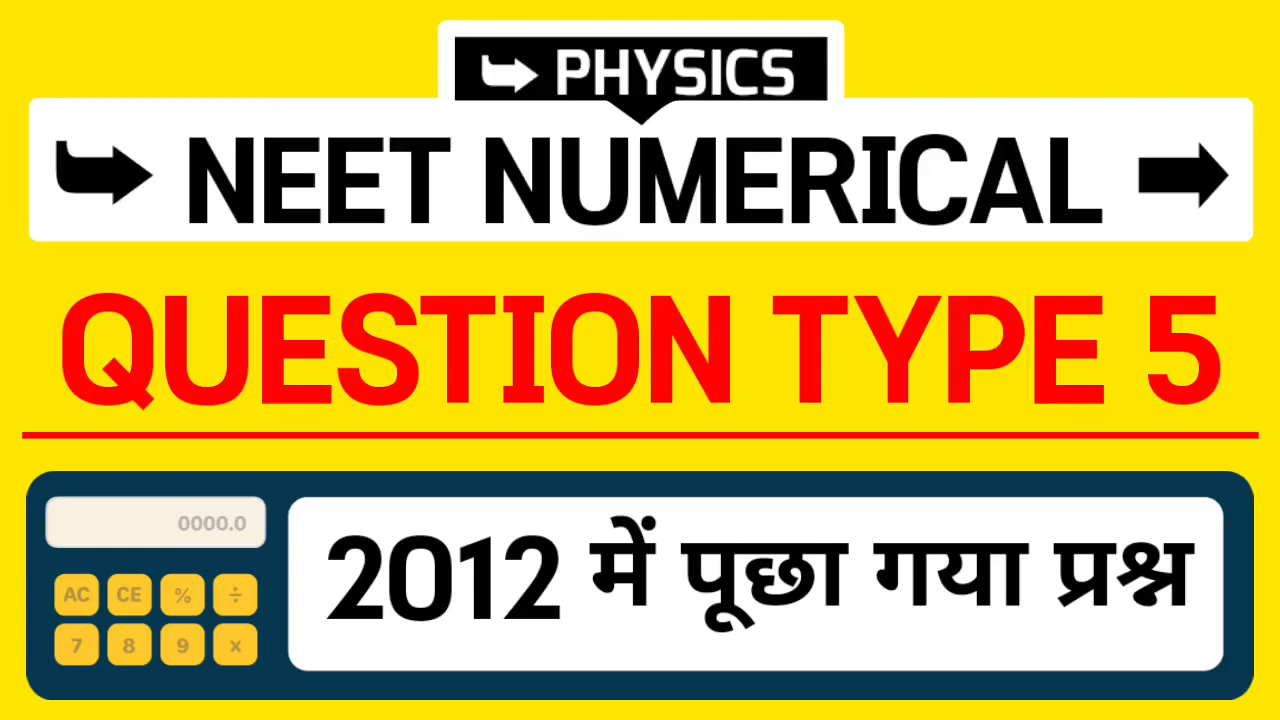 PHYSICS
NEET NUMERICAL
QUESTION TYPE 5
0000.0
AC CE % ÷
7 8 9 x
2012 में पूछा गया प्रश्न